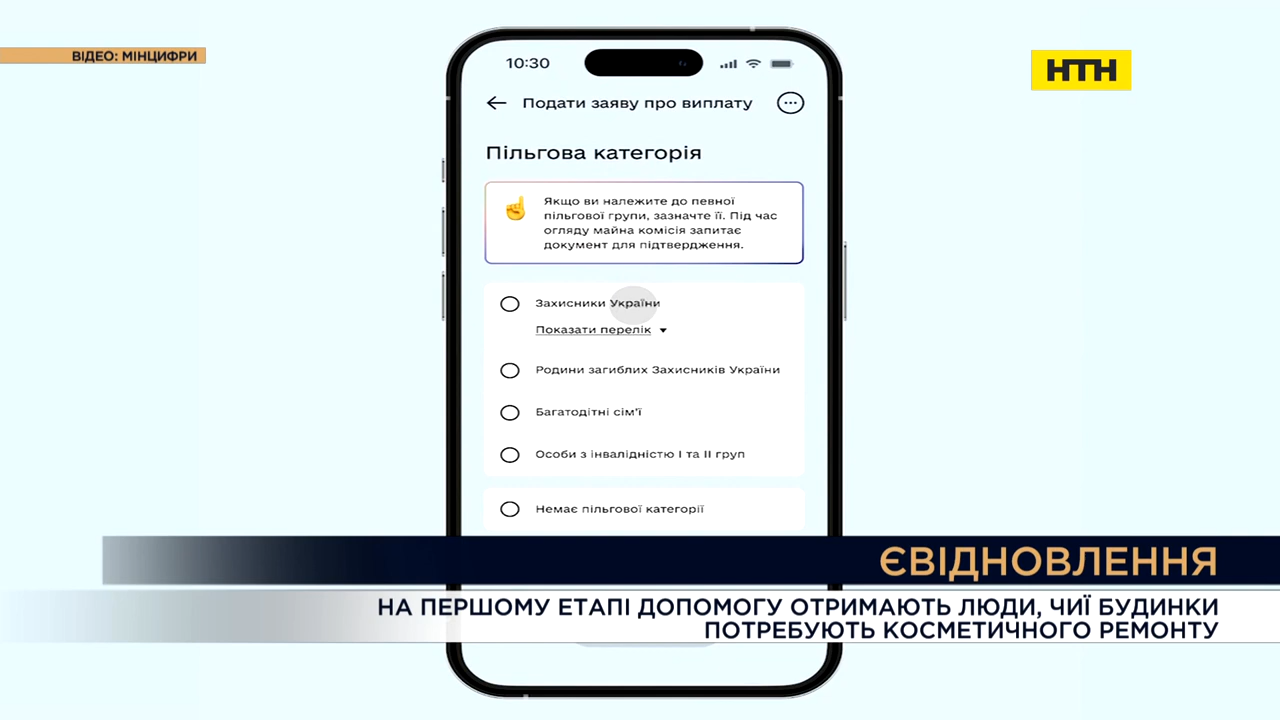 ВІДЕО: МІНЦИФРИ
НТН
10:30
Подати заяву про виплату
Пільгова категорія
Якщо ви належите до певної
пільгової групи, зазначте її. Під час
огляду майна комісія запитає
документ для підтвердження.
Захисники України
Показати перелік
Родини загиблих Захисників України
Багатодітні сім'ї
Особи з інвалідністю І та ІІ груп
Немає пільгової категорії
ЄВІДНОВЛЕННЯ
НА ПЕРШОМУ ЕТАПІ ДОПОМОГУ ОТРИМАЮТЬ ЛЮДИ, ЧИЇ БУДИНКИ
ПОТРЕБУЮТЬ КОСМЕТИЧНОГО РЕМОНТУ